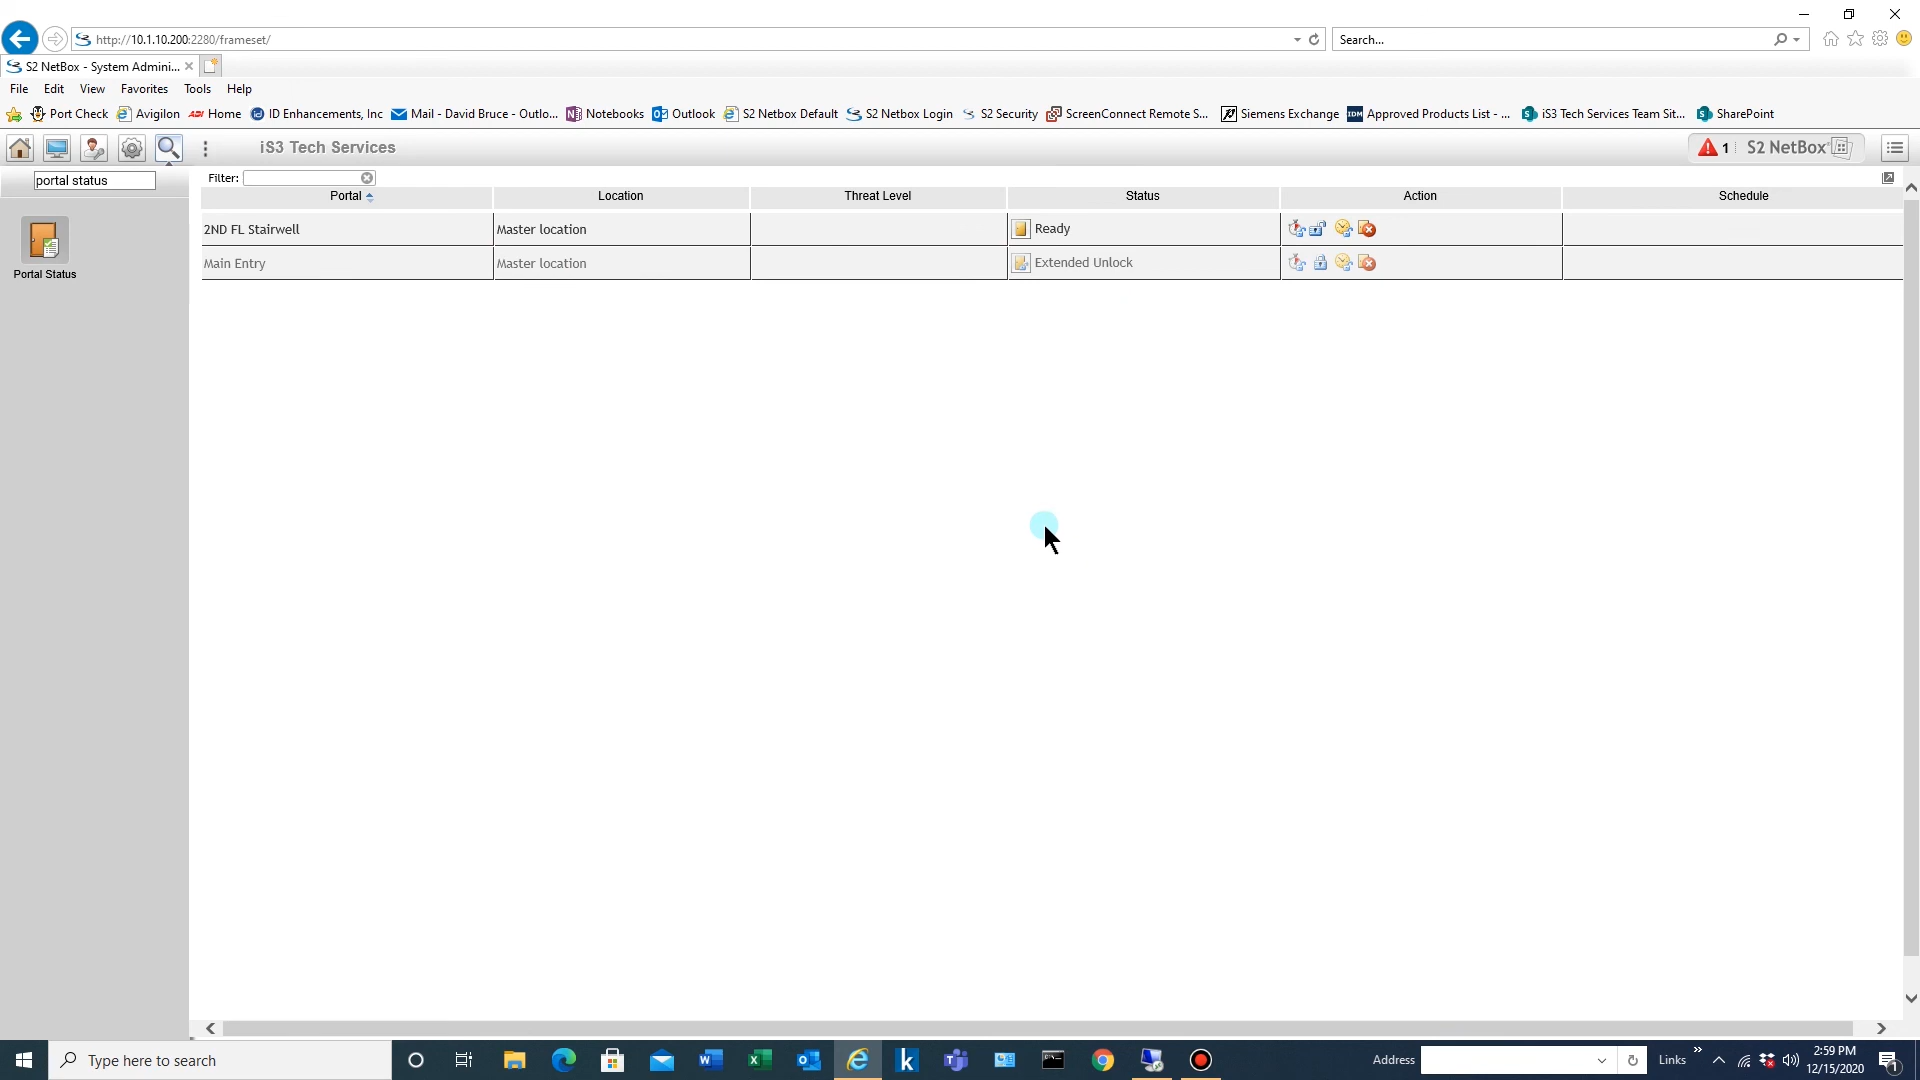 http://10.1.10.200:2280/frameset/
Search...
S2 NetBox - System Admini...
File Edit View Favorites Tools Help
Port Check Avigilon ADI Home ID Enhancements, Inc Mail - David Bruce - Outlo... Notebooks Outlook S2 Netbox Default S2 Netbox Login S2 Security ScreenConnect Remote S... Siemens Exchange IDM Approved Products List - ... iS3 Tech Services Team Sit... SharePoint
iS3 Tech Services
1 S2 NetBox
portal status
Filter:
Portal Location Threat Level Status Action Schedule
2ND FL Stairwell Master location Ready
Main Entry Master location Extended Unlock
Portal Status
Type here to search
Address
Links
2:59 PM
12/15/2020
1